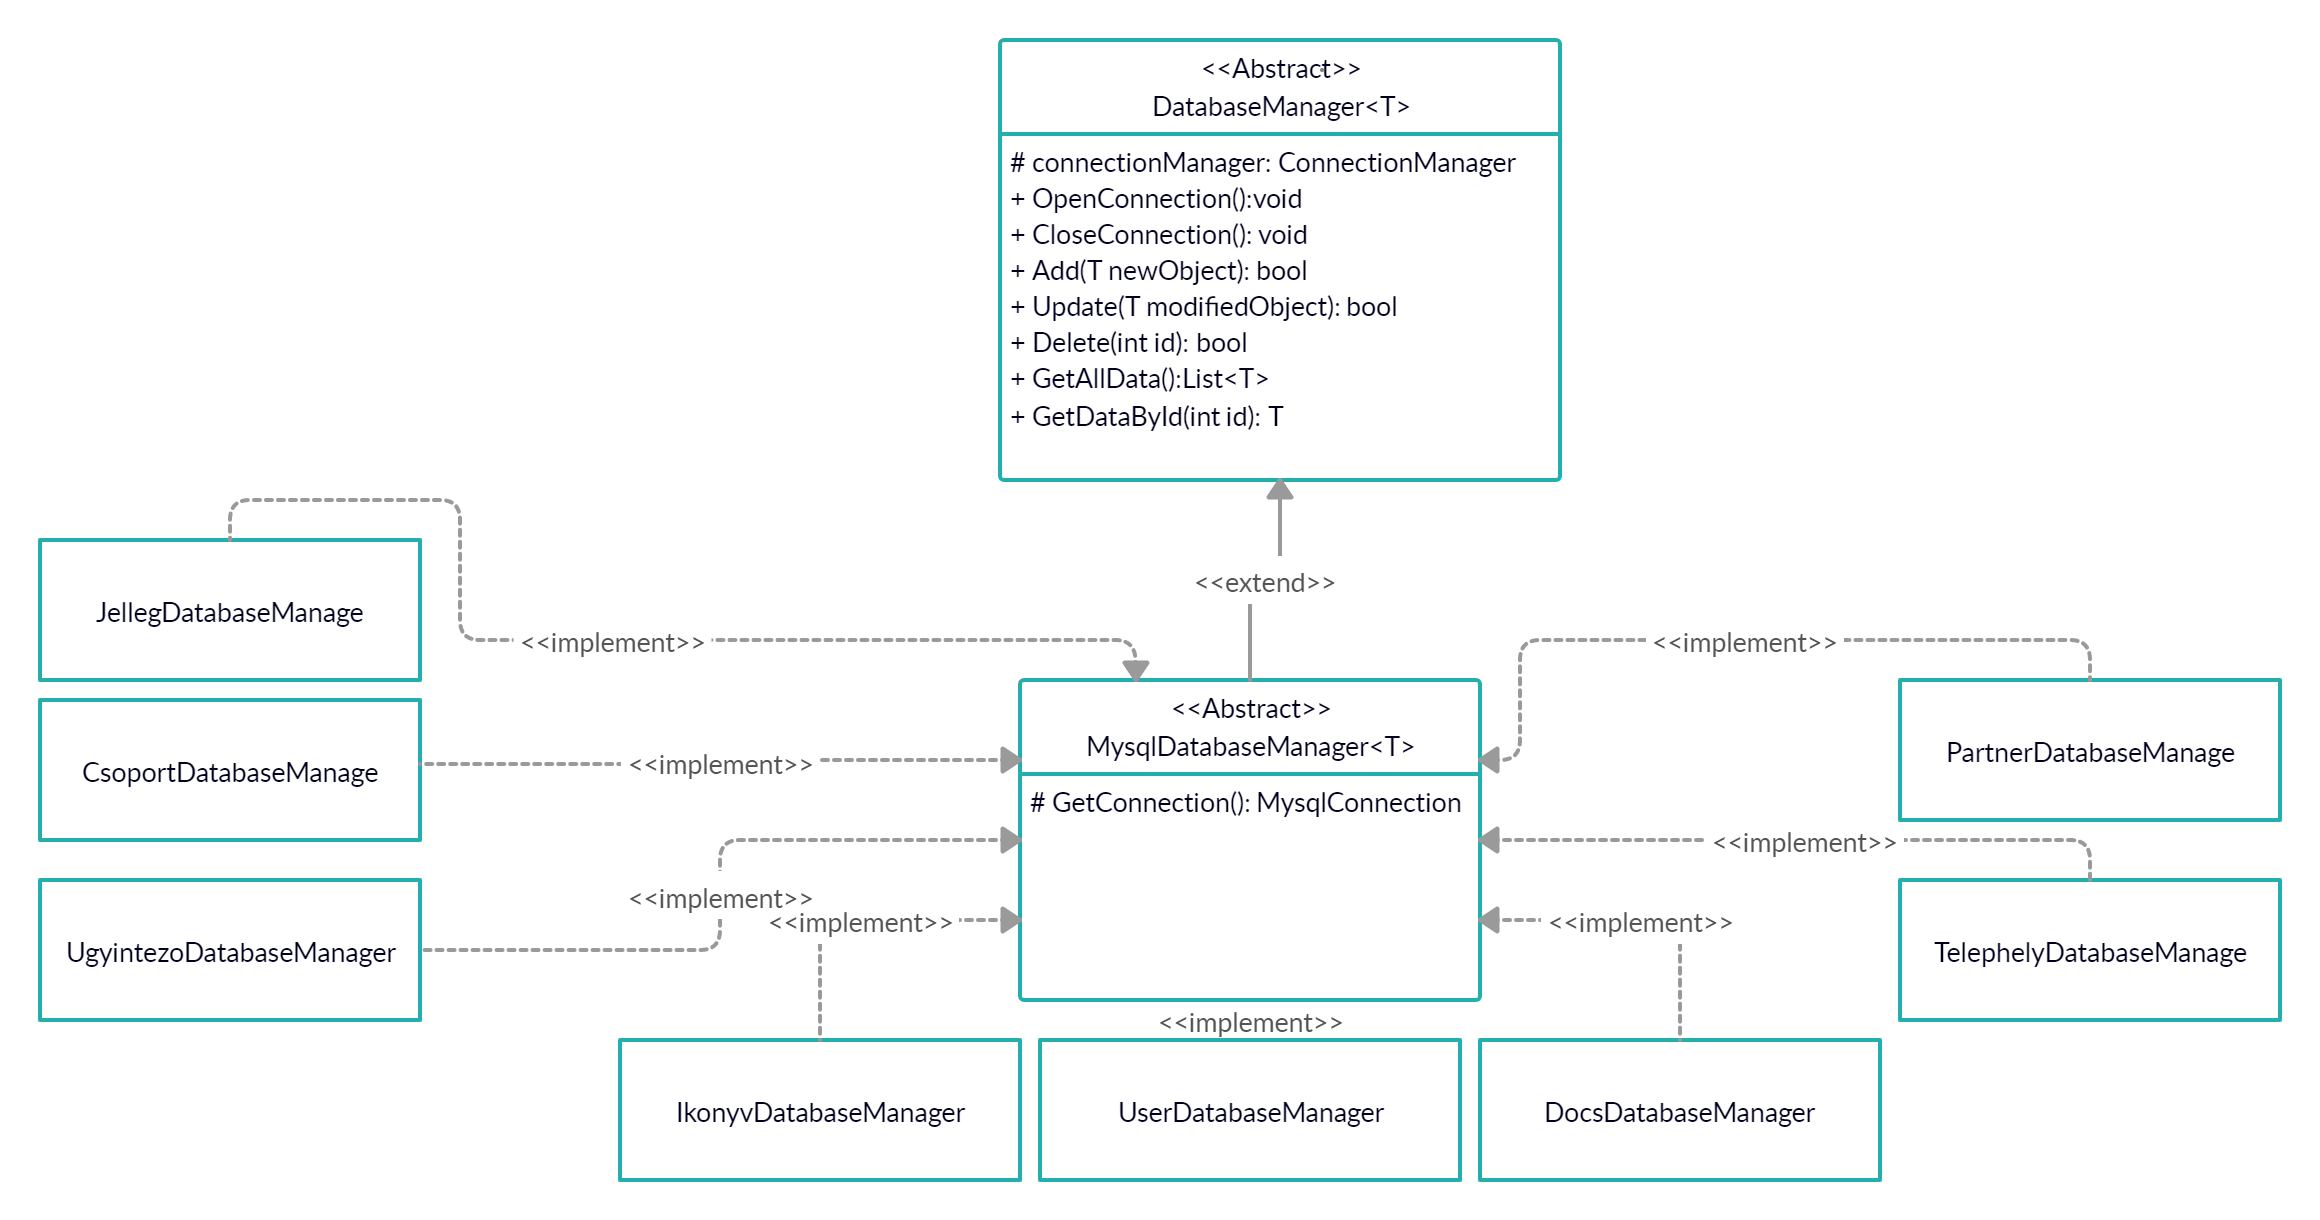 <<Abstract>>
DatabaseManager<T>
# connectionManager: ConnectionManager
+ OpenConnection():void
+ CloseConnection(): void
+ Add(T newObject): bool
+ Update(T modifiedObject): bool
+ Delete(int id): bool
+ GetAllData():List<T>
+ GetDataById(int id): T
<<extend>>
JellegDatabaseManage
<<implement>>
<<implement>>
<<Abstract>>
MysqlDatabaseManager<T>
# GetConnection(): MysqlConnection
CsoportDatabaseManage
<<implement>>
PartnerDatabaseManage
<<implement>>
<<implement>>
<<implement>>
<<implement>>
UgyintezoDatabaseManager
TelephelyDatabaseManage
<<implement>>
IkonyvDatabaseManager
UserDatabaseManager
DocsDatabaseManager